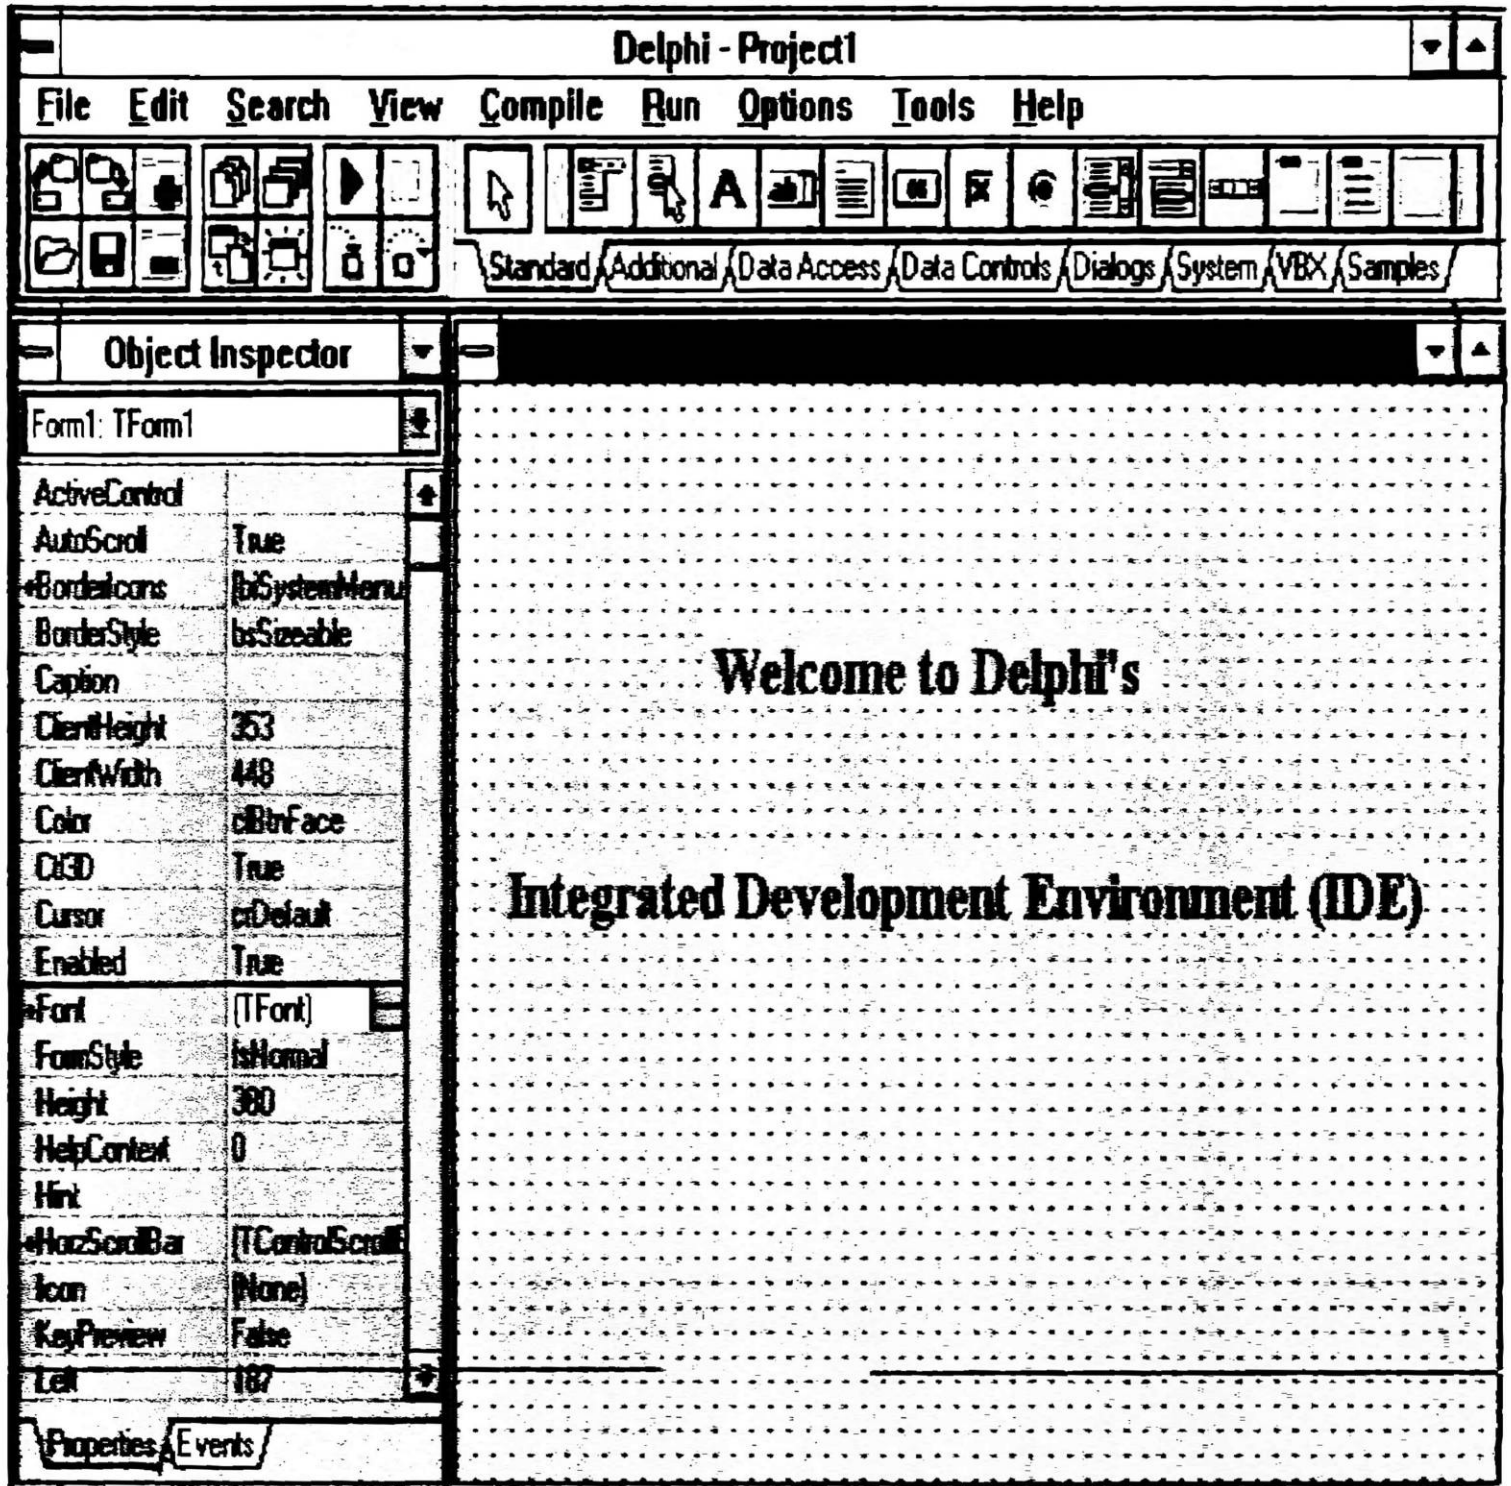 Delphi - Project1
File Edit Search View Compile Run Options Tools Help
A ab OK
Standard Additional Data Access Data Controls Dialogs System VBX Samples
Object Inspector
Form1: TForm1
ActiveControl
AutoScroll True
+BorderIcons [biSystemMenu
BorderStyle bsSizeable
Caption
ClientHeight 353
ClientWidth 448
Color clBtnFace
Ctl3D True
Cursor crDefault
Enabled True
+Font (TFont)
FormStyle fsNormal
Height 380
HelpContext 0
Hint
+HorzScrollBar (TControlScrollB
Icon (None)
KeyPreview False
Left 187
Properties Events
Welcome to Delphi's
Integrated Development Environment (IDE)